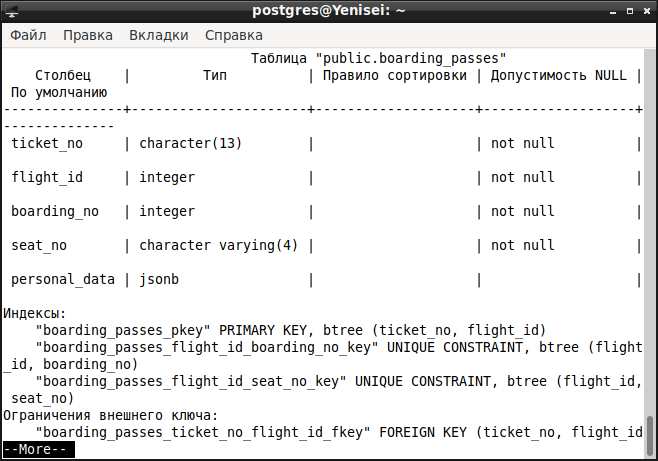 postgres@Yenisei: ~
Файл Правка Вкладки Справка
Таблица "public.boarding_passes"
Столбец | Тип | Правило сортировки | Допустимость NULL |
По умолчанию
---------------+----------------------+--------------------+-------------------+
--------------
ticket_no | character(13) | | not null |
flight_id | integer | | not null |
boarding_no | integer | | not null |
seat_no | character varying(4) | | not null |
personal_data | jsonb | | |
Индексы:
"boarding_passes_pkey" PRIMARY KEY, btree (ticket_no, flight_id)
"boarding_passes_flight_id_boarding_no_key" UNIQUE CONSTRAINT, btree (flight
_id, boarding_no)
"boarding_passes_flight_id_seat_no_key" UNIQUE CONSTRAINT, btree (flight_id,
seat_no)
Ограничения внешнего ключа:
"boarding_passes_ticket_no_flight_id_fkey" FOREIGN KEY (ticket_no, flight_id
--More--